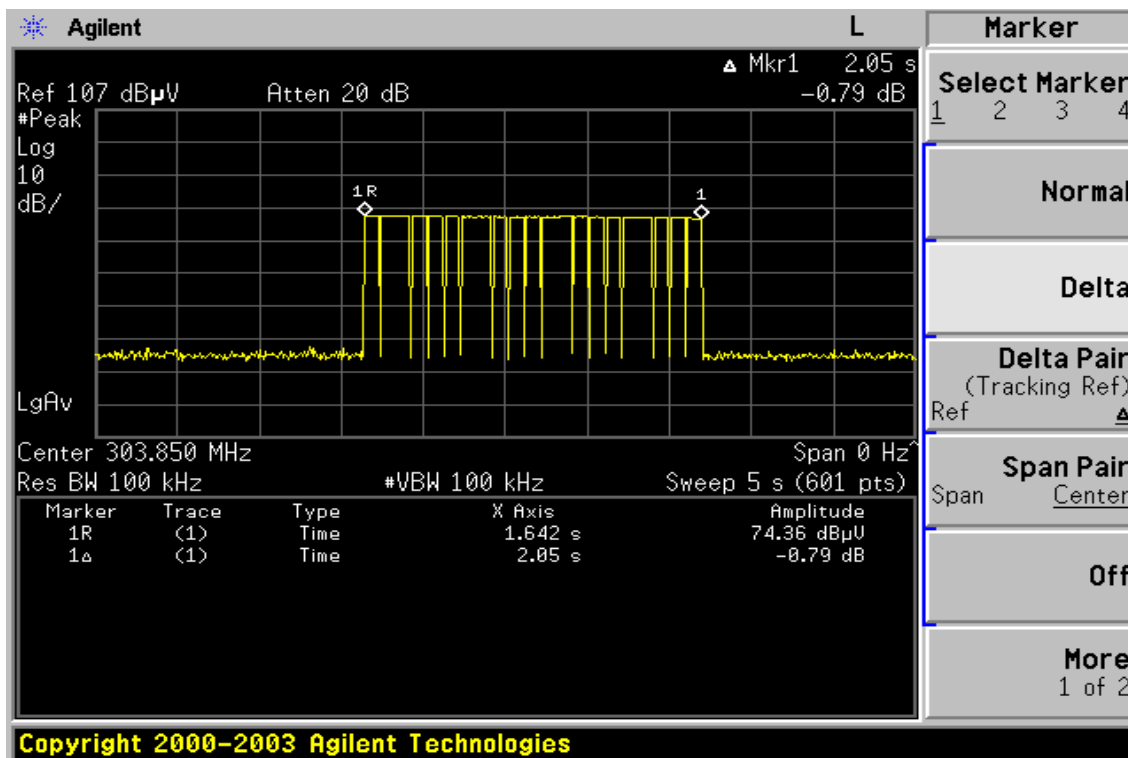 Agilent L
Δ Mkr1 2.05 s
Ref 107 dBµV Atten 20 dB -0.79 dB
#Peak
Log
10
dB/
1R 1
LgAv
Center 303.850 MHz Span 0 Hz^
Res BW 100 kHz #VBW 100 kHz Sweep 5 s (601 pts)
Marker Trace Type X Axis Amplitude
1R (1) Time 1.642 s 74.36 dBµV
1Δ (1) Time 2.05 s -0.79 dB
Copyright 2000-2003 Agilent Technologies
Marker
Select Marker
1 2 3 4
Normal
Delta
Delta Pair
(Tracking Ref)
Ref Δ
Span Pair
Span Center
Off
More
1 of 2